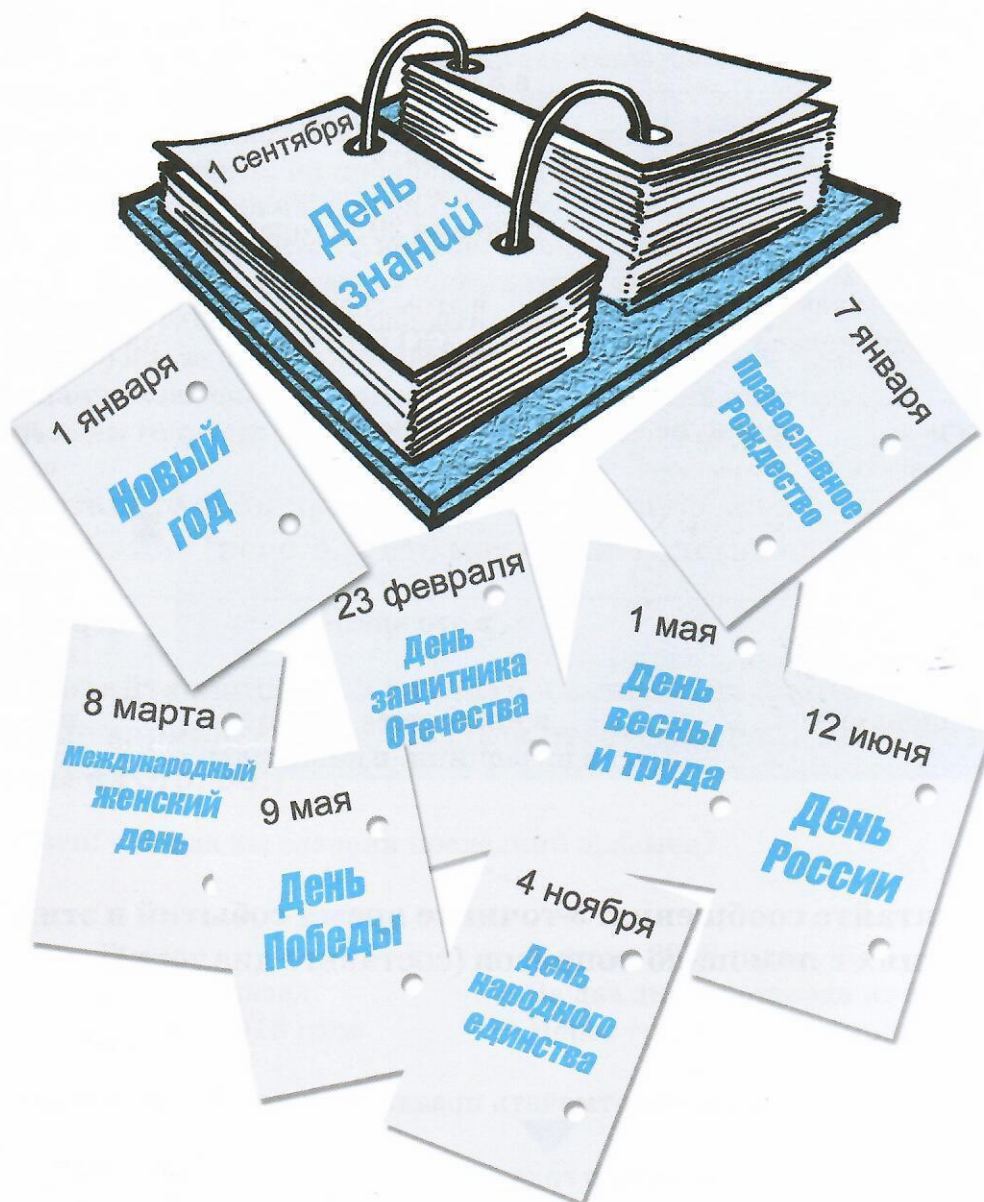 1 сентября
День
знаний
1 января
Новый
год
7 января
Православное
Рождество
23 февраля
День
защитника
Отечества
1 мая
День
весны
и труда
8 марта
Международный
женский
день
12 июня
День
России
9 мая
День
Победы
4 ноября
День
народного
единства